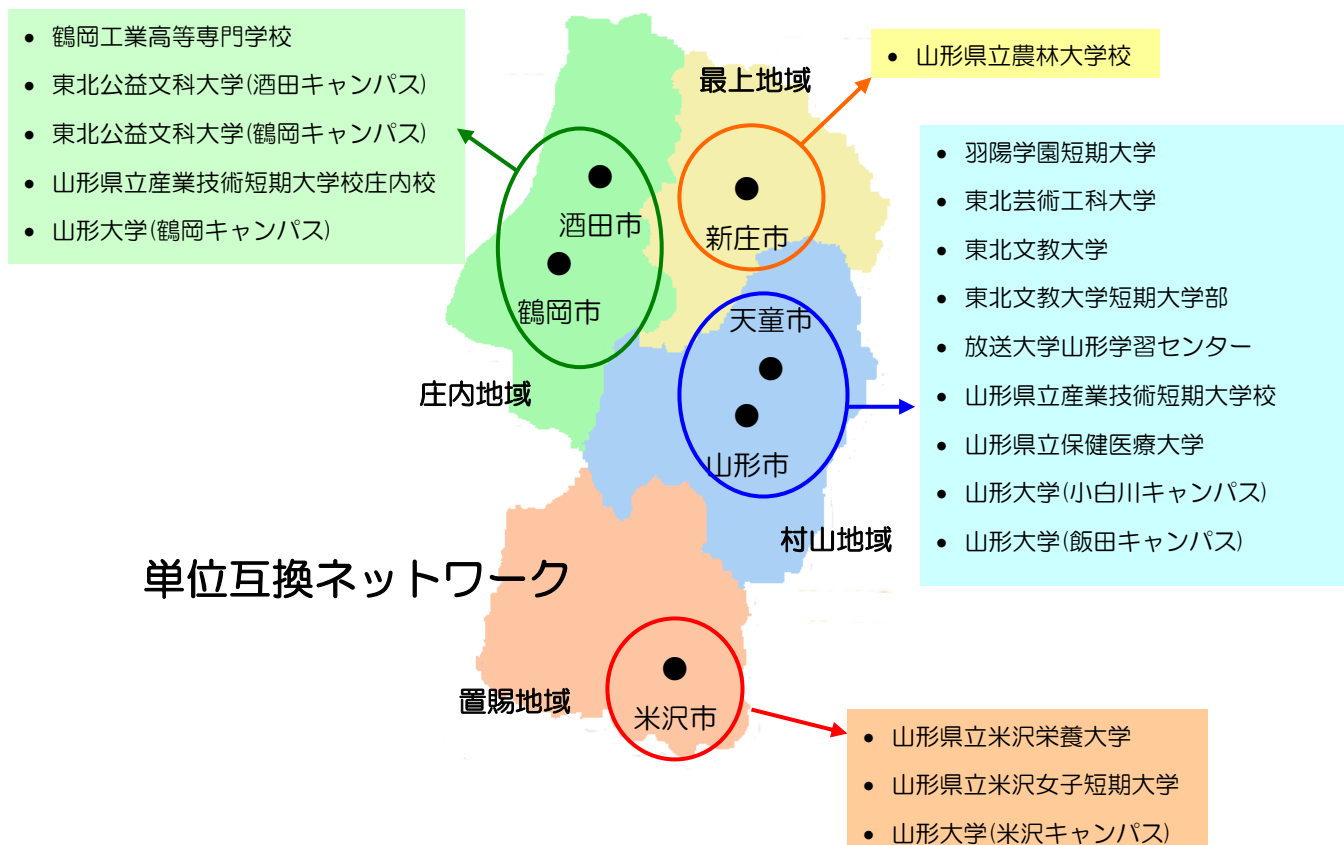 • 鶴岡工業高等専門学校
• 東北公益文科大学(酒田キャンパス)
• 東北公益文科大学(鶴岡キャンパス)
• 山形県立産業技術短期大学校庄内校
• 山形大学(鶴岡キャンパス)
最上地域
• 山形県立農林大学校
酒田市
鶴岡市
新庄市
天童市
山形市
庄内地域
村山地域
• 羽陽学園短期大学
• 東北芸術工科大学
• 東北文教大学
• 東北文教大学短期大学部
• 放送大学山形学習センター
• 山形県立産業技術短期大学校
• 山形県立保健医療大学
• 山形大学(小白川キャンパス)
• 山形大学(飯田キャンパス)
単位互換ネットワーク
置賜地域
米沢市
• 山形県立米沢栄養大学
• 山形県立米沢女子短期大学
• 山形大学(米沢キャンパス)